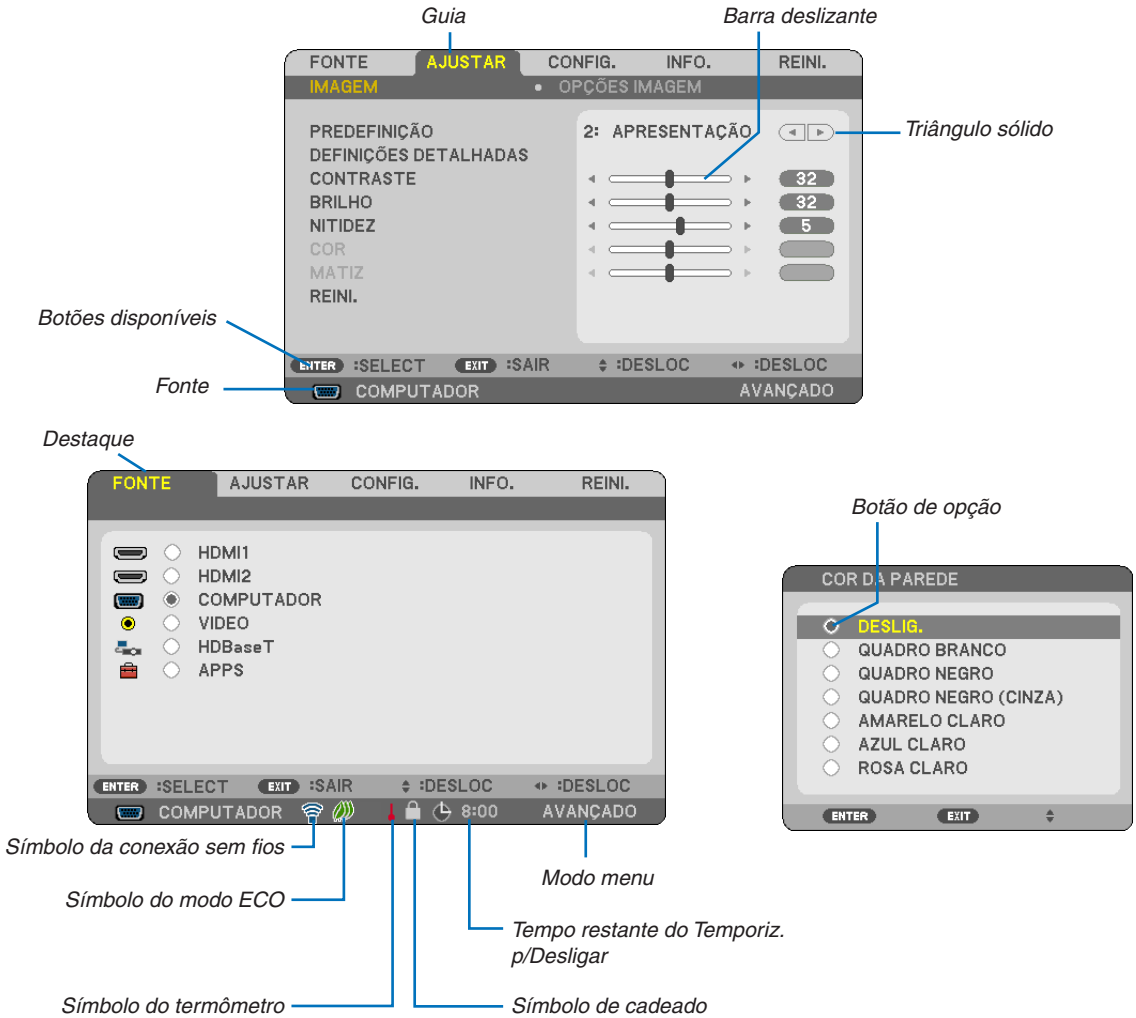 Guia
Barra deslizante
FONTE AJUSTAR CONFIG. INFO. REINI.
IMAGEM • OPÇÕES IMAGEM
PREDEFINIÇÃO 2: APRESENTAÇÃO
Triângulo sólido
DEFINIÇÕES DETALHADAS
CONTRASTE 32
BRILHO 32
NITIDEZ 5
COR
MATIZ
REINI.
Botões disponíveis
ENTER :SELECT EXIT :SAIR :DESLOC :DESLOC
Fonte
COMPUTADOR AVANÇADO
Destaque
FONTE AJUSTAR CONFIG. INFO. REINI.
HDMI1
HDMI2
COMPUTADOR
VIDEO
HDBaseT
APPS
ENTER :SELECT EXIT :SAIR :DESLOC :DESLOC
COMPUTADOR 8:00 AVANÇADO
Botão de opção
COR DA PAREDE
DESLIG.
QUADRO BRANCO
QUADRO NEGRO
QUADRO NEGRO (CINZA)
AMARELO CLARO
AZUL CLARO
ROSA CLARO
ENTER EXIT
Símbolo da conexão sem fios
Modo menu
Símbolo do modo ECO
Tempo restante do Temporiz.
p/Desligar
Símbolo do termômetro
Símbolo de cadeado